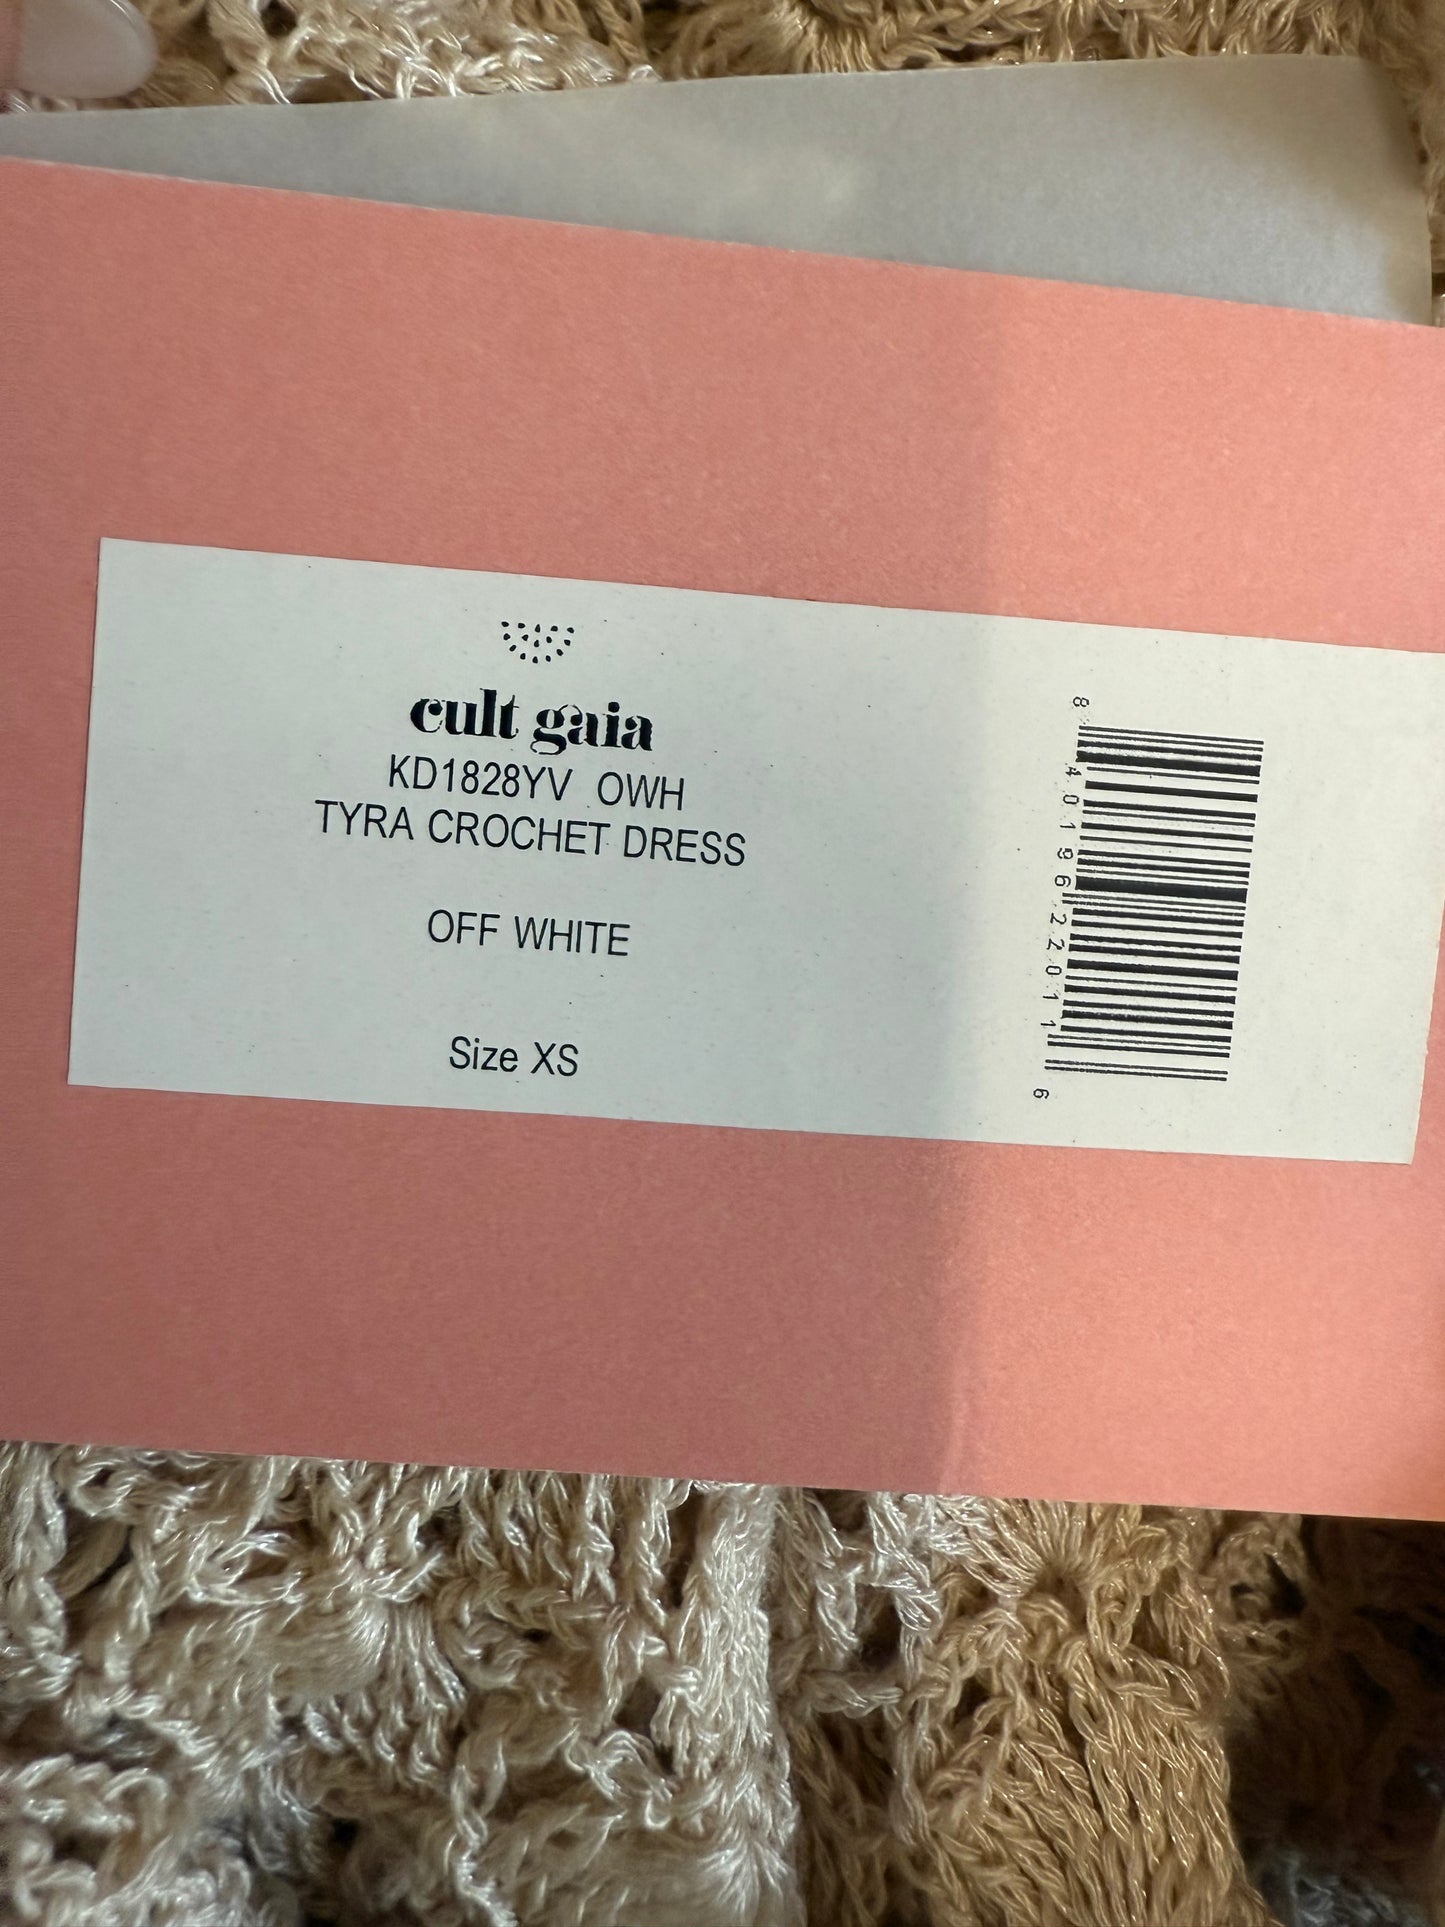 cult gaia
KD1828YV OWH
TYRA CROCHET DRESS
OFF WHITE
Size XS
8 40196 22011 6